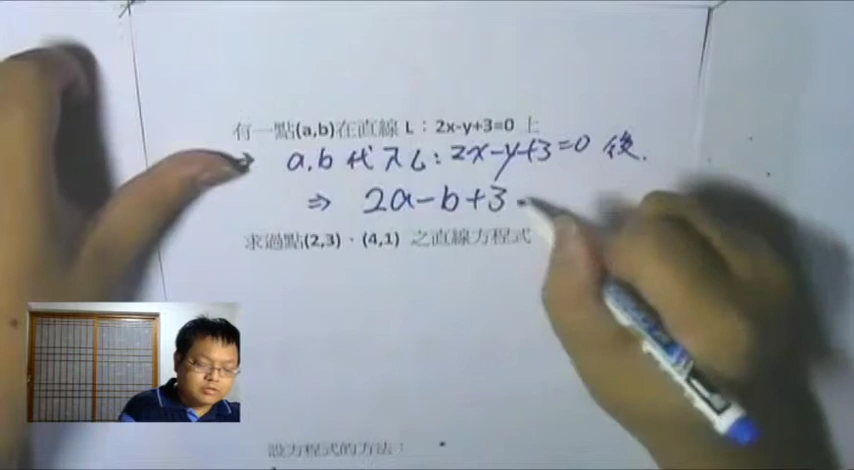 有一點(a,b)在直線 L：2x-y+3=0 上
a,b 代入L：2x-y+3=0 後.
⇒ 2a-b+3
求過點(2,3)、(4,1) 之直線方程式
設方程式的方法：